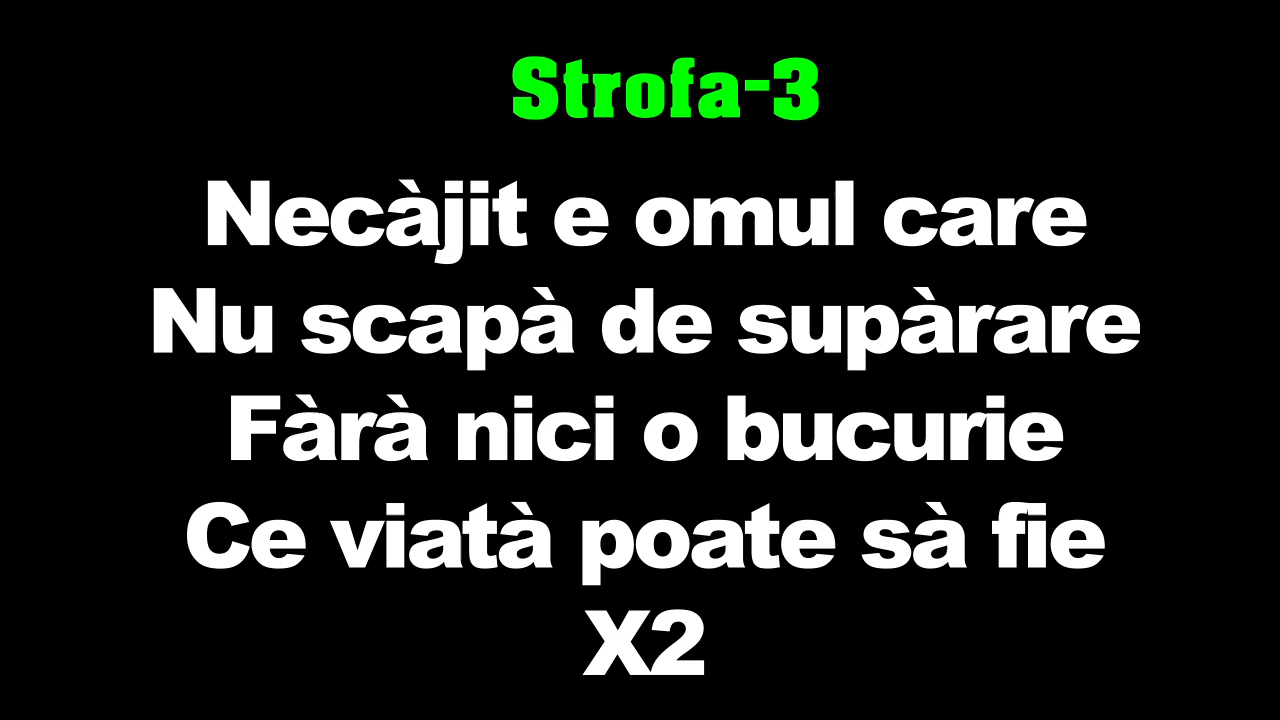 Strofa-3
Necàjit e omul care
Nu scapà de supàrare
Fàrà nici o bucurie
Ce viatà poate sà fie
X2